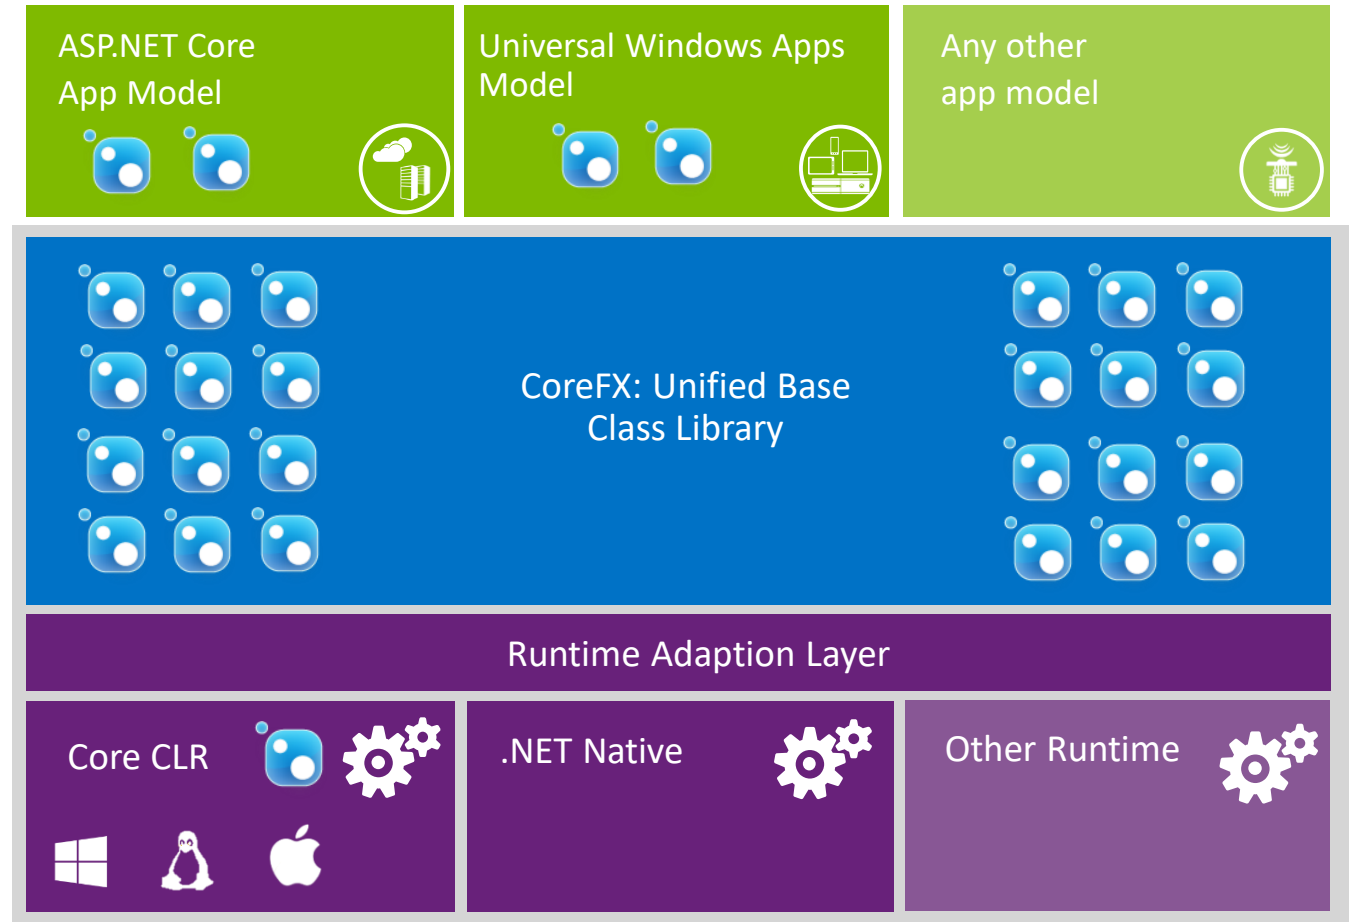 ASP.NET Core
App Model
Universal Windows Apps
Model
Any other
app model
CoreFX: Unified Base
Class Library
Runtime Adaption Layer
Core CLR
.NET Native
Other Runtime